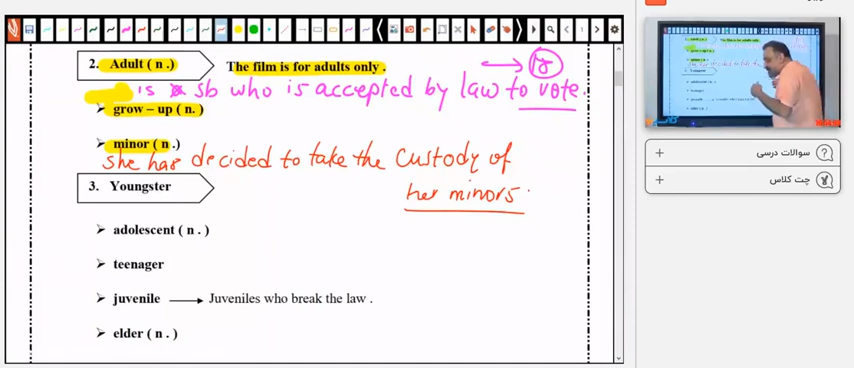 2. Adult ( n .)
The film is for adults only .
is sb who is accepted by law to vote.
➤ grow – up ( n.)
➤ minor ( n .)
she has decided to take the custody of
her minors.
3. Youngster
➤ adolescent ( n . )
➤ teenager
➤ juvenile → Juveniles who break the law .
➤ elder ( n . )
سوالات درسی
چت کلاس